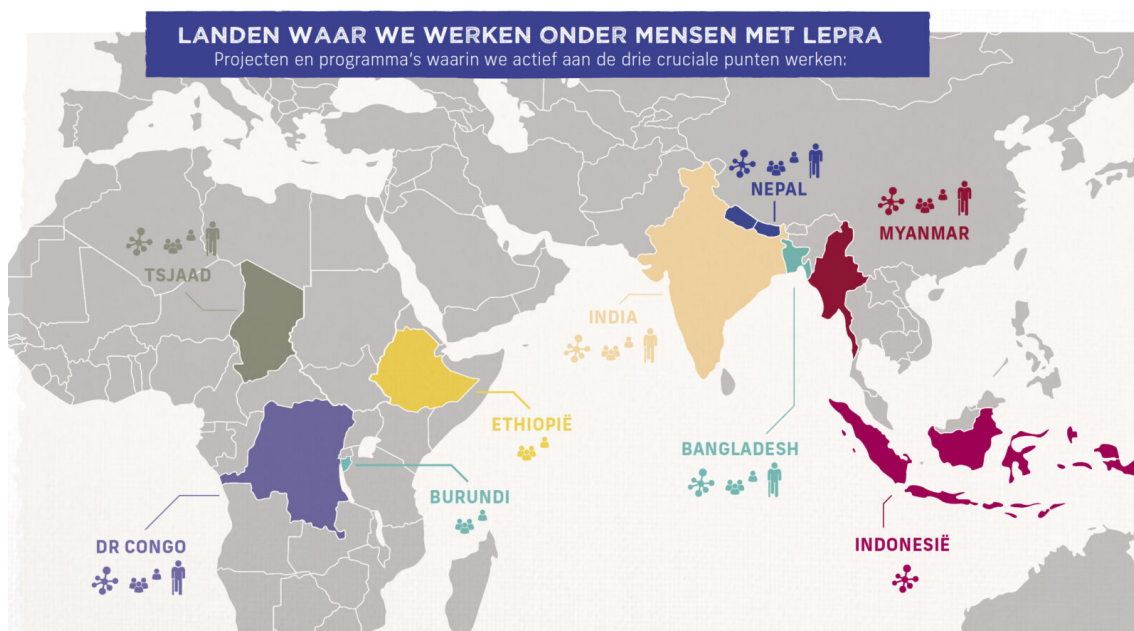 LANDEN WAAR WE WERKEN ONDER MENSEN MET LEPRA
Projecten en programma's waarin we actief aan de drie cruciale punten werken:
NEPAL
MYANMAR
TSJAAD
INDIA
ETHIOPIË
BANGLADESH
BURUNDI
DR CONGO
INDONESIË